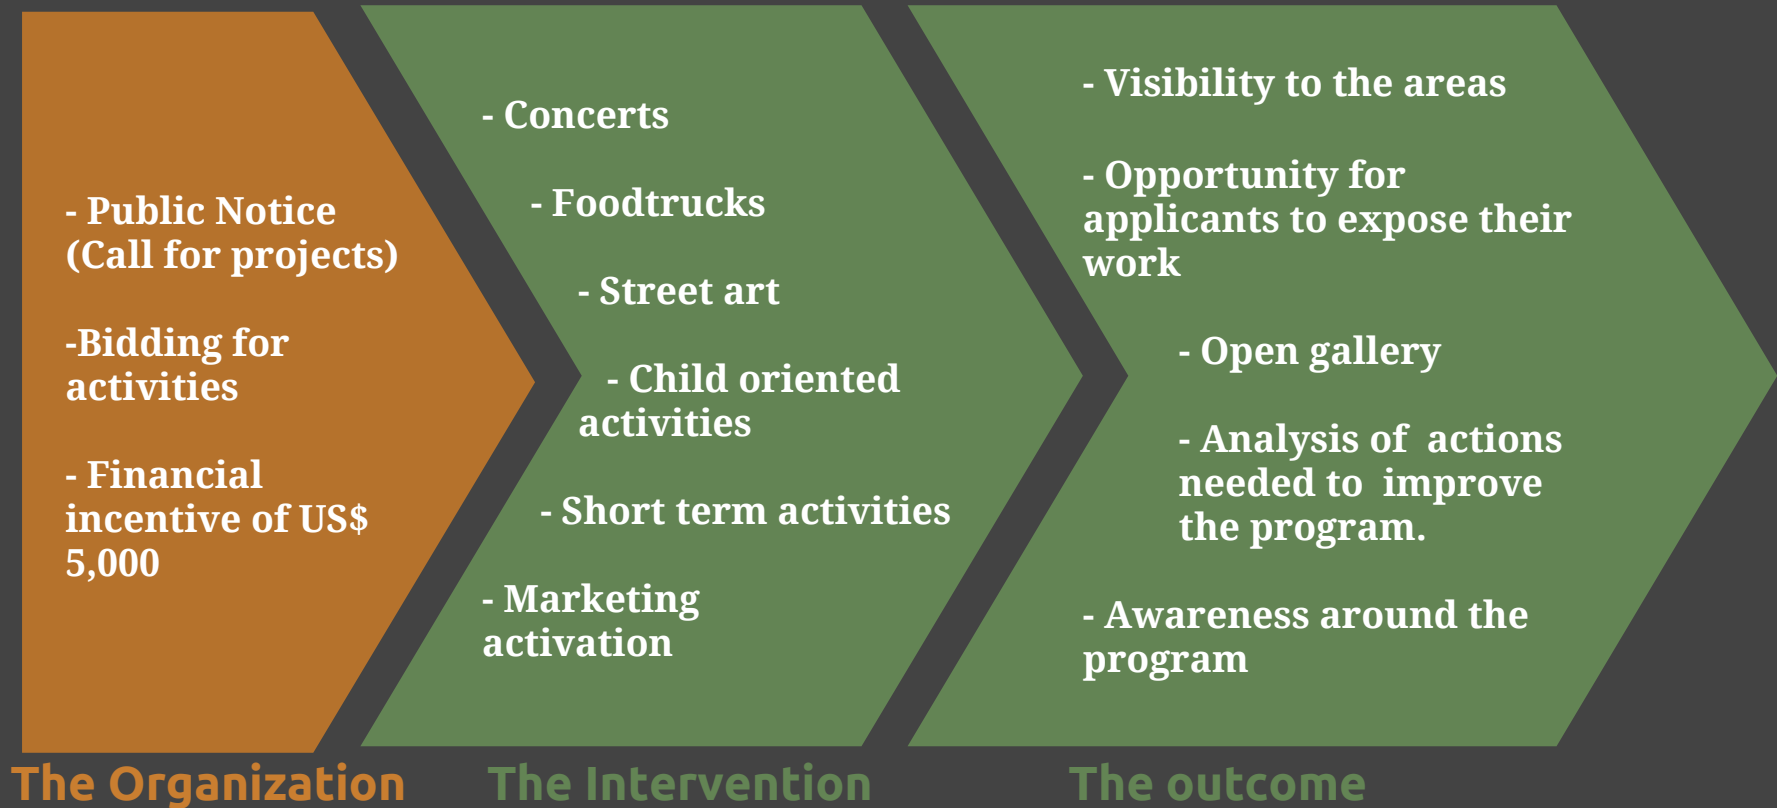 - Public Notice
(Call for projects)
-Bidding for
activities
- Financial
incentive of US$
5,000
The Organization
- Concerts
- Foodtrucks
- Street art
- Child oriented
activities
- Short term activities
- Marketing
activation
The Intervention
- Visibility to the areas
- Opportunity for
applicants to expose their
work
- Open gallery
- Analysis of  actions
needed to  improve
the program.
- Awareness around the
program
The outcome